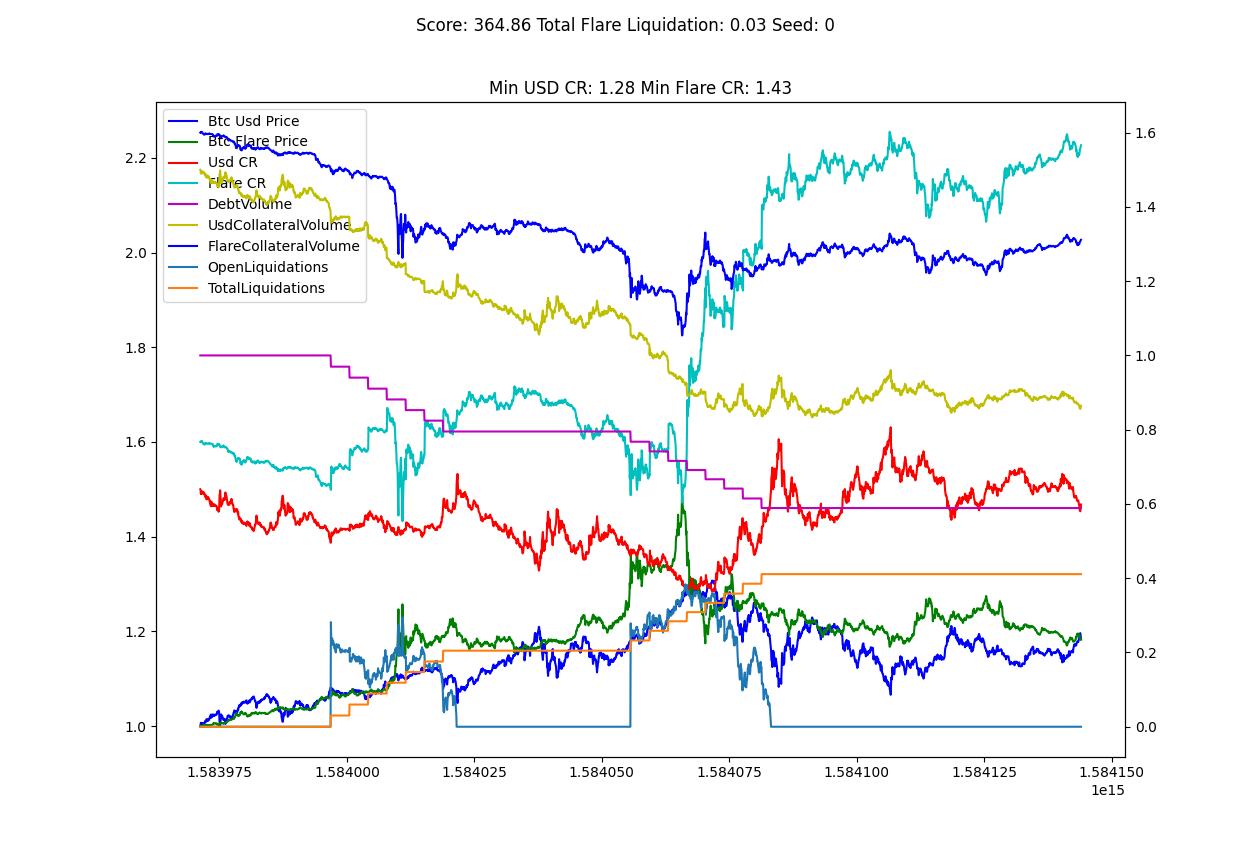 Score: 364.86 Total Flare Liquidation: 0.03 Seed: 0
Min USD CR: 1.28 Min Flare CR: 1.43
Btc Usd Price
Btc Flare Price
Usd CR
Flare CR
DebtVolume
UsdCollateralVolume
FlareCollateralVolume
OpenLiquidations
TotalLiquidations
2.2
2.0
1.8
1.6
1.4
1.2
1.0
1.6
1.4
1.2
1.0
0.8
0.6
0.4
0.2
0.0
1.583975
1.584000
1.584025
1.584050
1.584075
1.584100
1.584125
1.584150
1e15